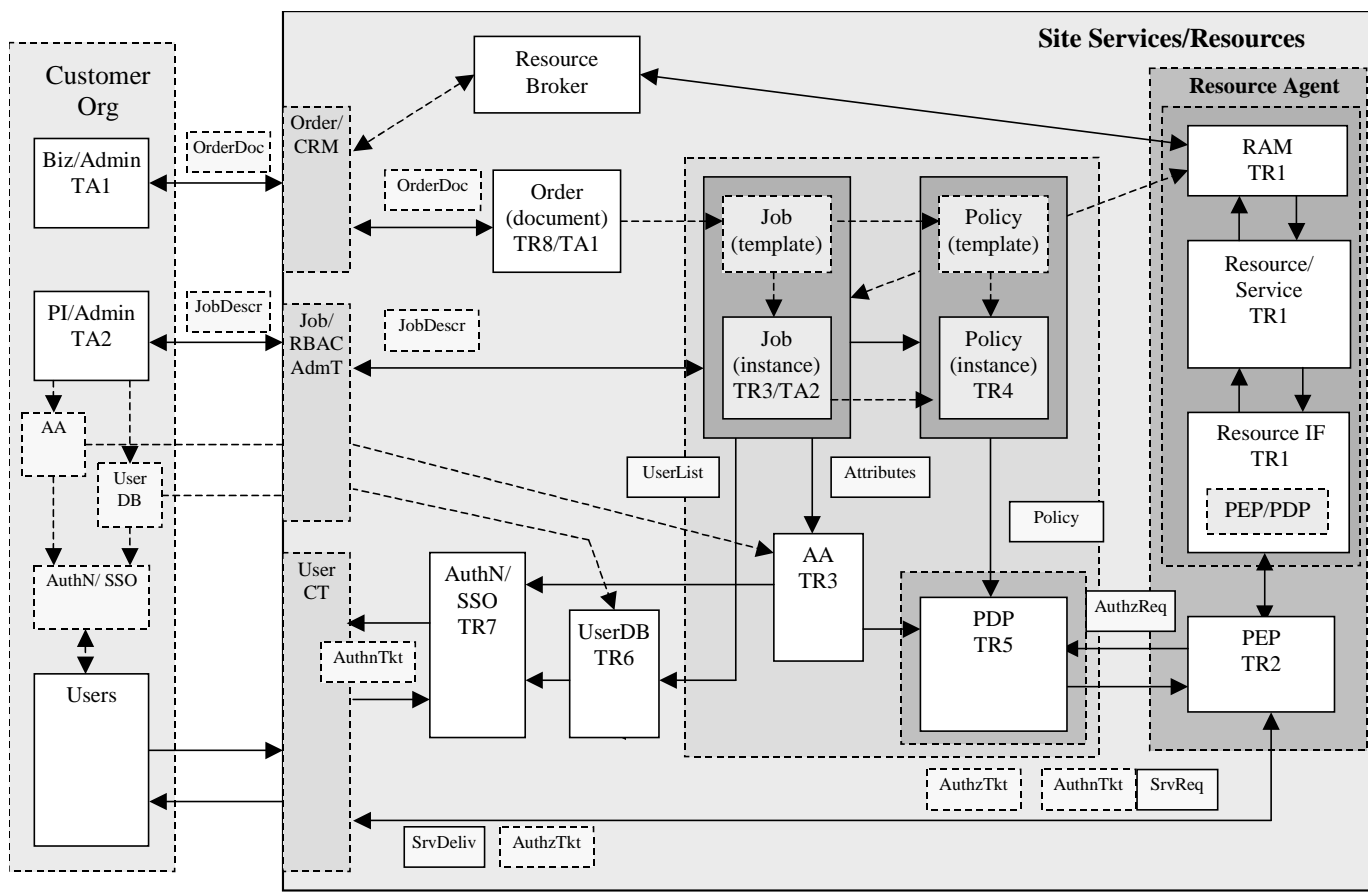 Site Services/Resources
Customer
Org
Resource
Broker
Resource Agent
Order/
CRM
Biz/Admin
TA1
OrderDoc
OrderDoc
Order
(document)
TR8/TA1
Job
(template)
Policy
(template)
RAM
TR1
Resource/
Service
TR1
PI/Admin
TA2
JobDescr
Job/
RBAC
AdmT
JobDescr
Job
(instance)
TR3/TA2
Policy
(instance)
TR4
AA
User
DB
UserList
Attributes
Policy
Resource IF
TR1
PEP/PDP
AuthN/ SSO
User
CT
AuthN/
SSO
TR7
AuthnTkt
UserDB
TR6
AA
TR3
PDP
TR5
AuthzReq
PEP
TR2
Users
AuthzTkt
AuthnTkt
SrvReq
SrvDeliv
AuthzTkt